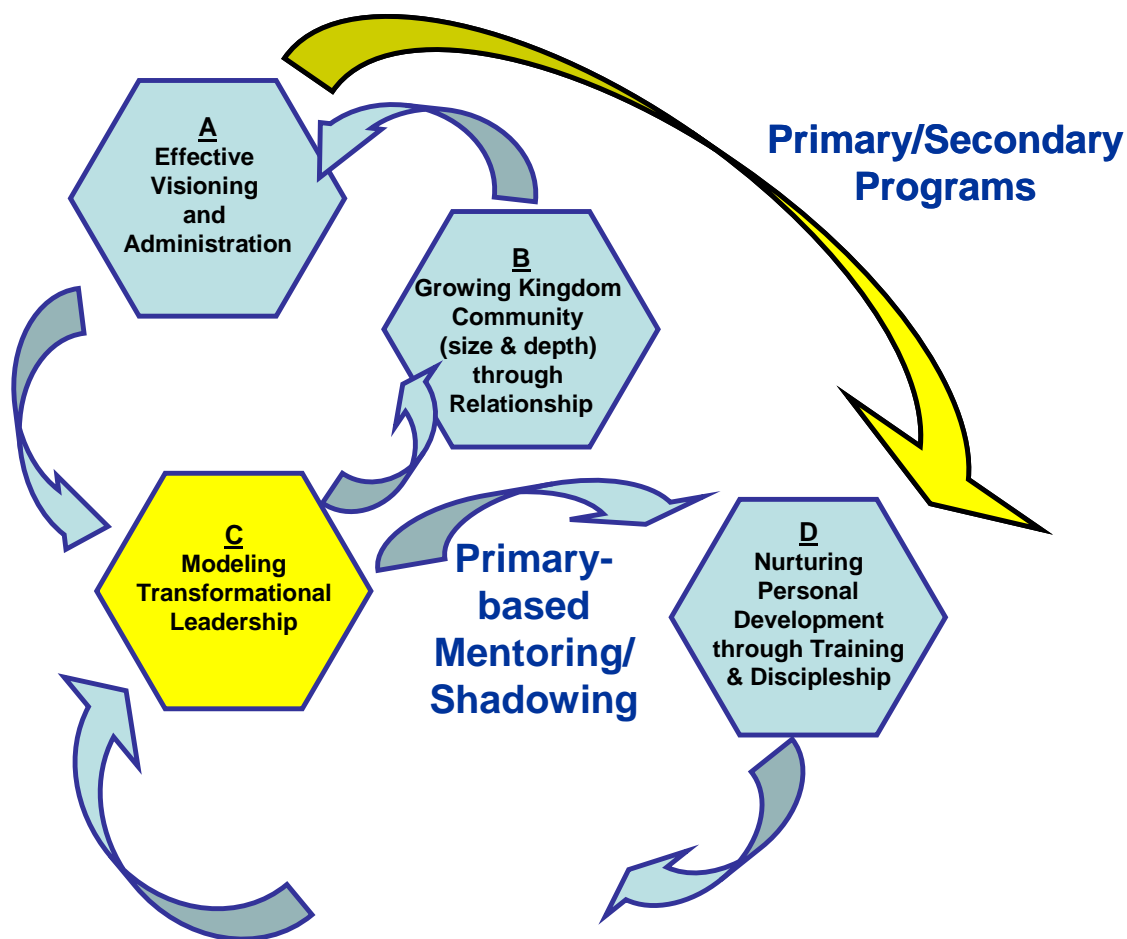 A
Effective
Visioning
and
Administration
Primary/Secondary
Programs
B
Growing Kingdom
Community
(size & depth)
through
Relationship
C
Modeling
Transformational
Leadership
Primary-
based
Mentoring/
Shadowing
D
Nurturing
Personal
Development
through Training
& Discipleship